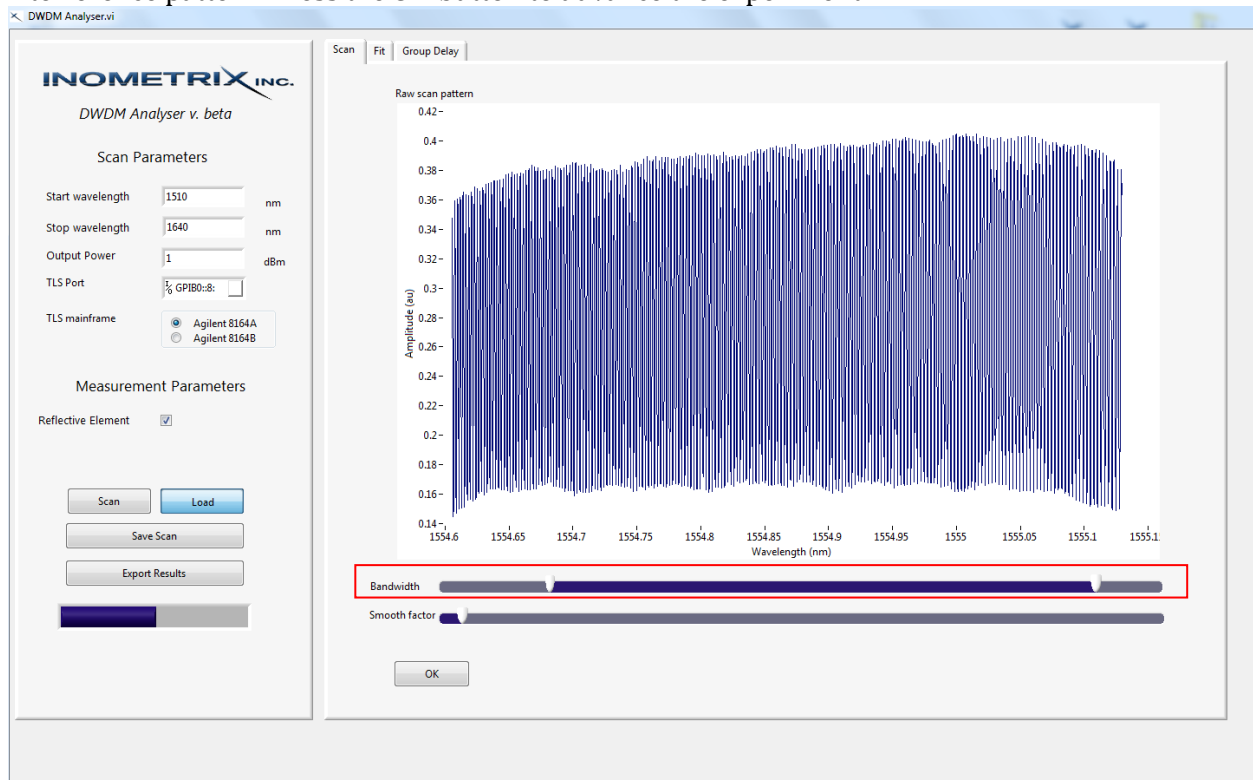 DWDM Analyser.vi
INOMETRIX INC.
DWDM Analyser v. beta
Scan Parameters
Start wavelength 1510 nm
Stop wavelength 1640 nm
Output Power 1 dBm
TLS Port GPIB0::8:
TLS mainframe Agilent 8164A
Agilent 8164B
Measurement Parameters
Reflective Element
Scan Load
Save Scan
Export Results
Scan Fit Group Delay
Raw scan pattern
0.42
0.4
0.38
0.36
0.34
0.32
0.3
0.28
0.26
0.24
0.22
0.2
0.18
0.16
0.14
Amplitude (au)
1554.6 1554.65 1554.7 1554.75 1554.8 1554.85 1554.9 1554.95 1555 1555.05 1555.1
Wavelength (nm)
Bandwidth
Smooth factor
OK